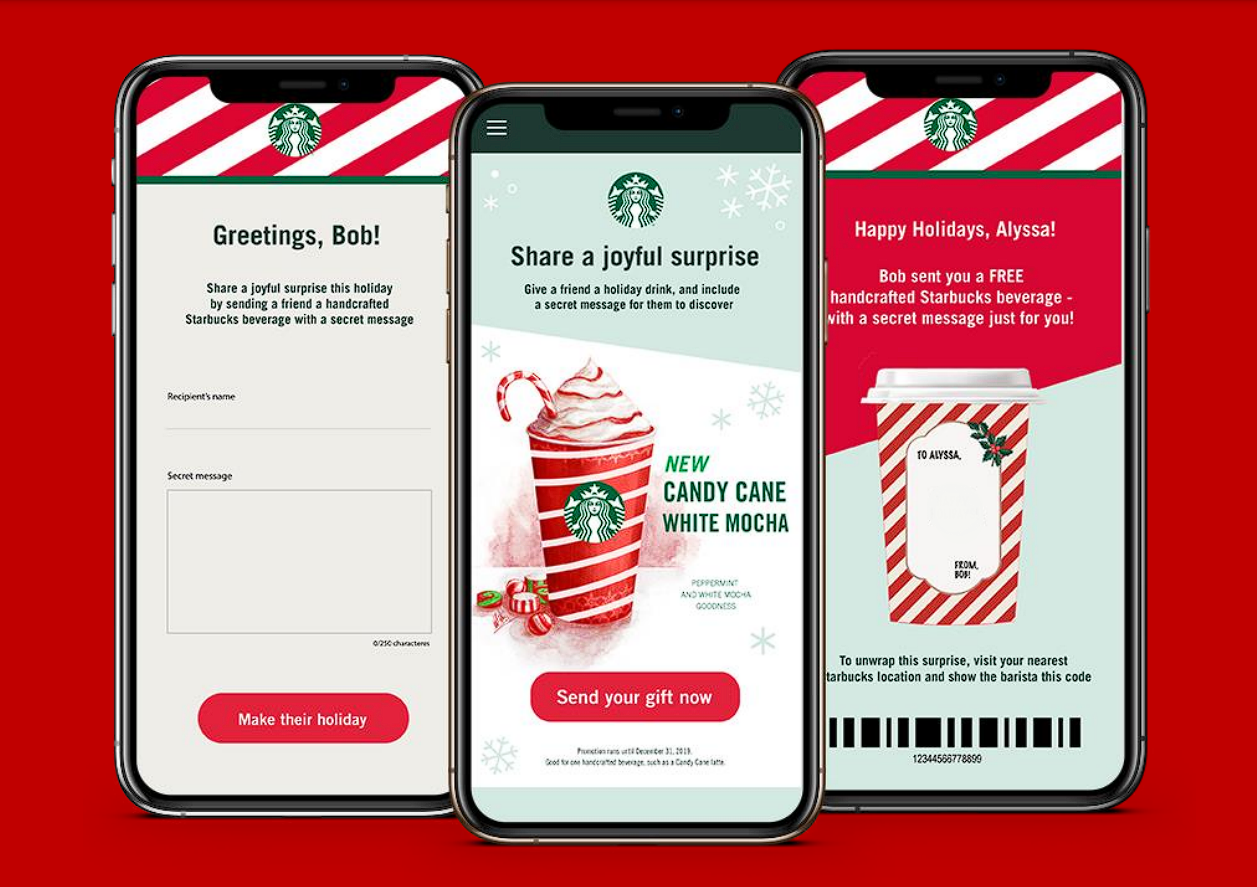 Greetings, Bob!
Share a joyful surprise this holiday
by sending a friend a handcrafted
Starbucks beverage with a secret message
Recipient's name
Secret message
0/250 characteres
Make their holiday
Share a joyful surprise
Give a friend a holiday drink, and include
a secret message for them to discover
NEW
CANDY CANE
WHITE MOCHA
PEPPERMINT
AND WHITE MOCHA
GOODNESS
Send your gift now
Promotion runs until December 31, 2019.
Good for one handcrafted beverage, such as a Candy Cane latte.
Happy Holidays, Alyssa!
Bob sent you a FREE
handcrafted Starbucks beverage -
with a secret message just for you!
TO ALYSSA,
FROM,
BOB!
To unwrap this surprise, visit your nearest
tarbucks location and show the barista this code
12344566778899